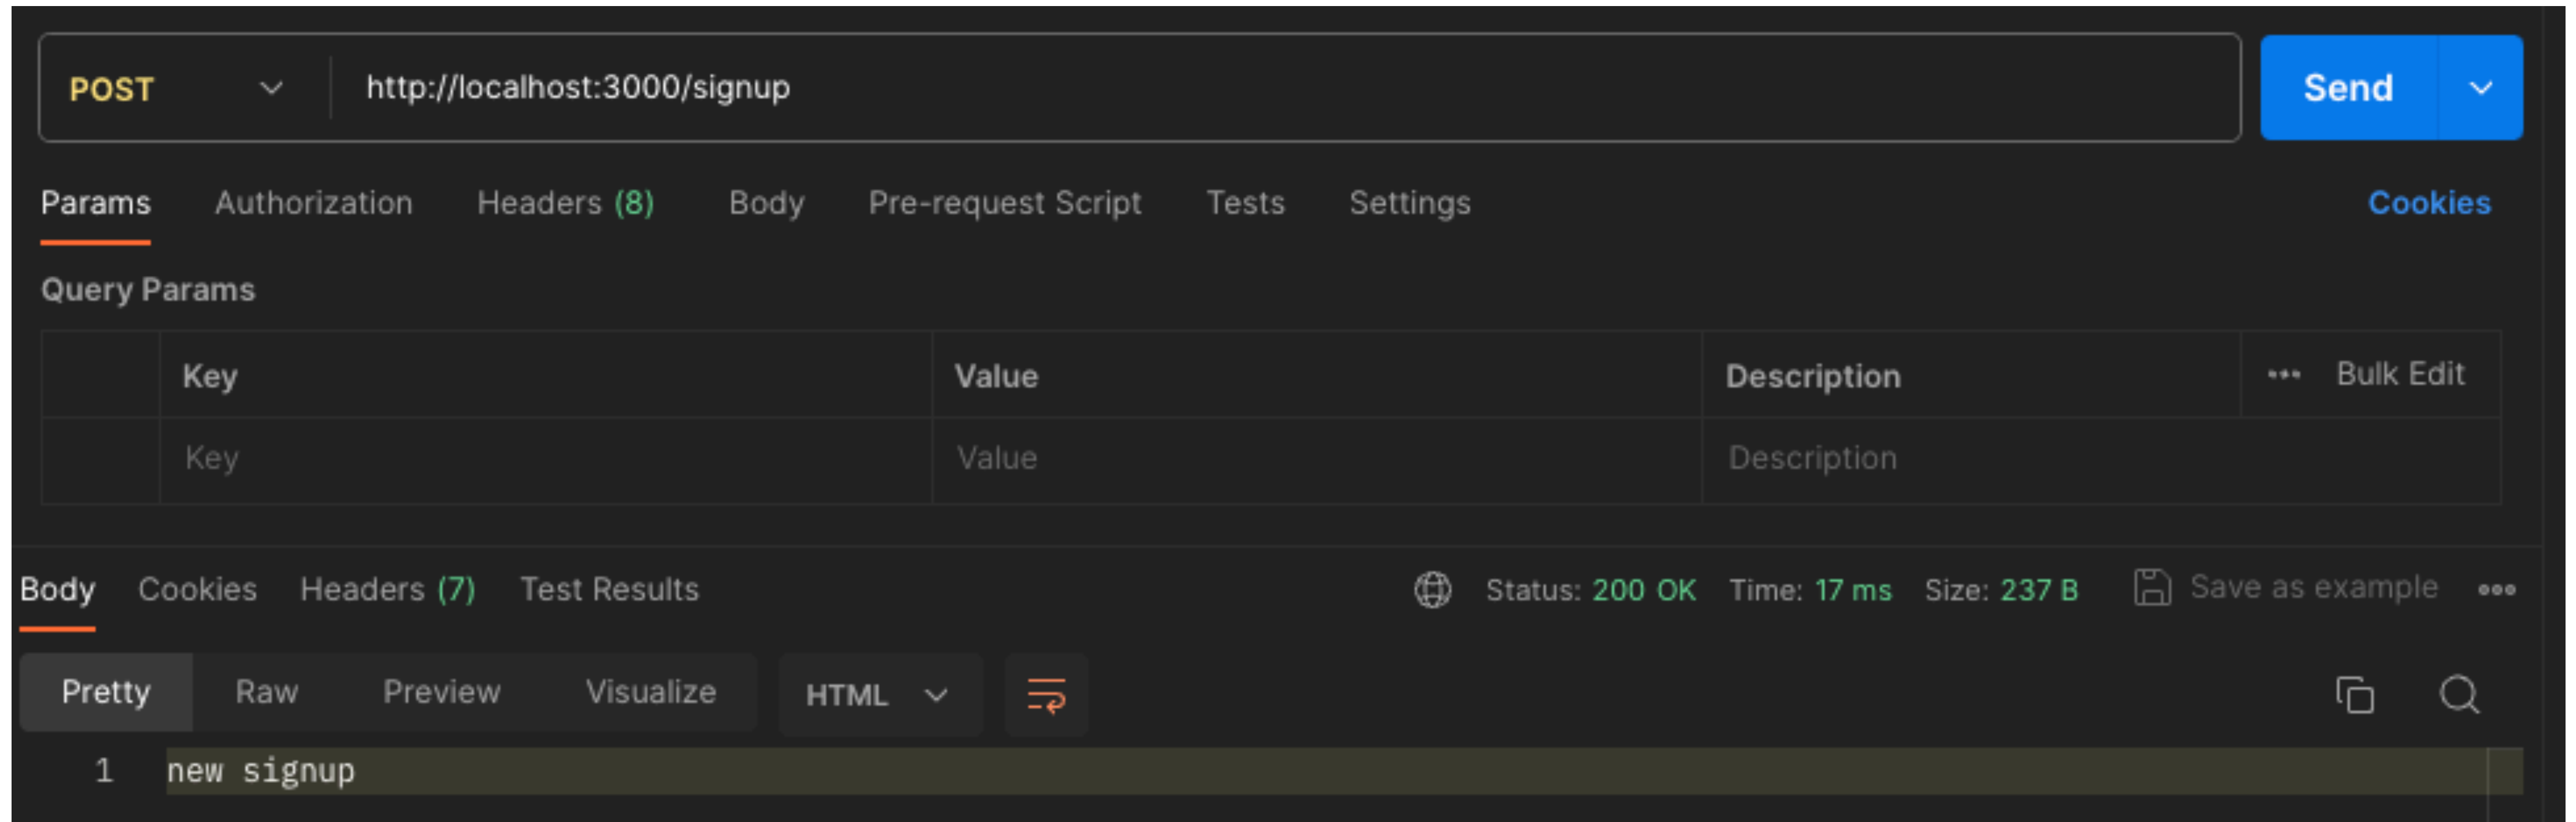 POST http://localhost:3000/signup Send
Params Authorization Headers (8) Body Pre-request Script Tests Settings Cookies
Query Params
Key Value Description ••• Bulk Edit
Key Value Description
Body Cookies Headers (7) Test Results Status: 200 OK Time: 17 ms Size: 237 B Save as example
Pretty Raw Preview Visualize HTML
1 new signup